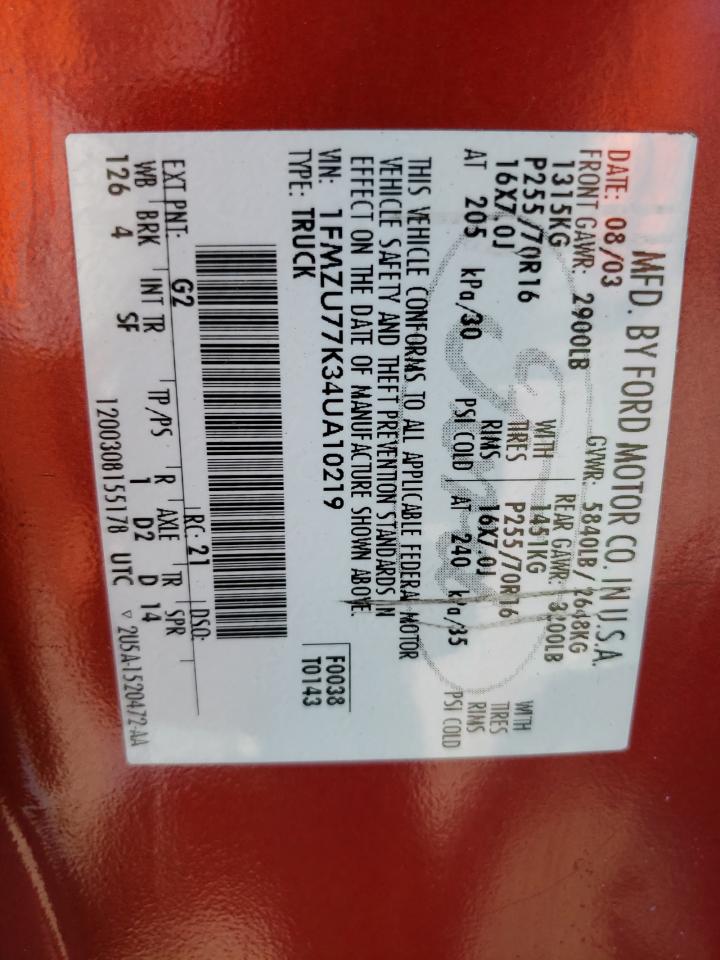 MFD. BY FORD MOTOR CO. IN U.S.A.
DATE: 08/03 GVWR: 5840LB/ 2648KG
FRONT GAWR: 2900LB REAR GAWR: 3200LB
1315KG WITH 1451KG WITH
P255/70R16 TIRES P255/70R16 TIRES
16X7.0J RIMS 16X7.0J RIMS
AT 205 kPa/30 PSI COLD AT 240 kPa/35 PSI COLD
THIS VEHICLE CONFORMS TO ALL APPLICABLE FEDERAL MOTOR
VEHICLE SAFETY AND THEFT PREVENTION STANDARDS IN
EFFECT ON THE DATE OF MANUFACTURE SHOWN ABOVE.
VIN: 1FMZU77K34UA10219 F0038
TYPE: TRUCK T0143
EXT PNT: G2 RC: 21 DSO:
WB BRK INT TR TP/PS R AXLE TR SPR
126 4 SF 1 D2 D 14
1200308155178 UTC ▽ 2U5A-1520472-AA